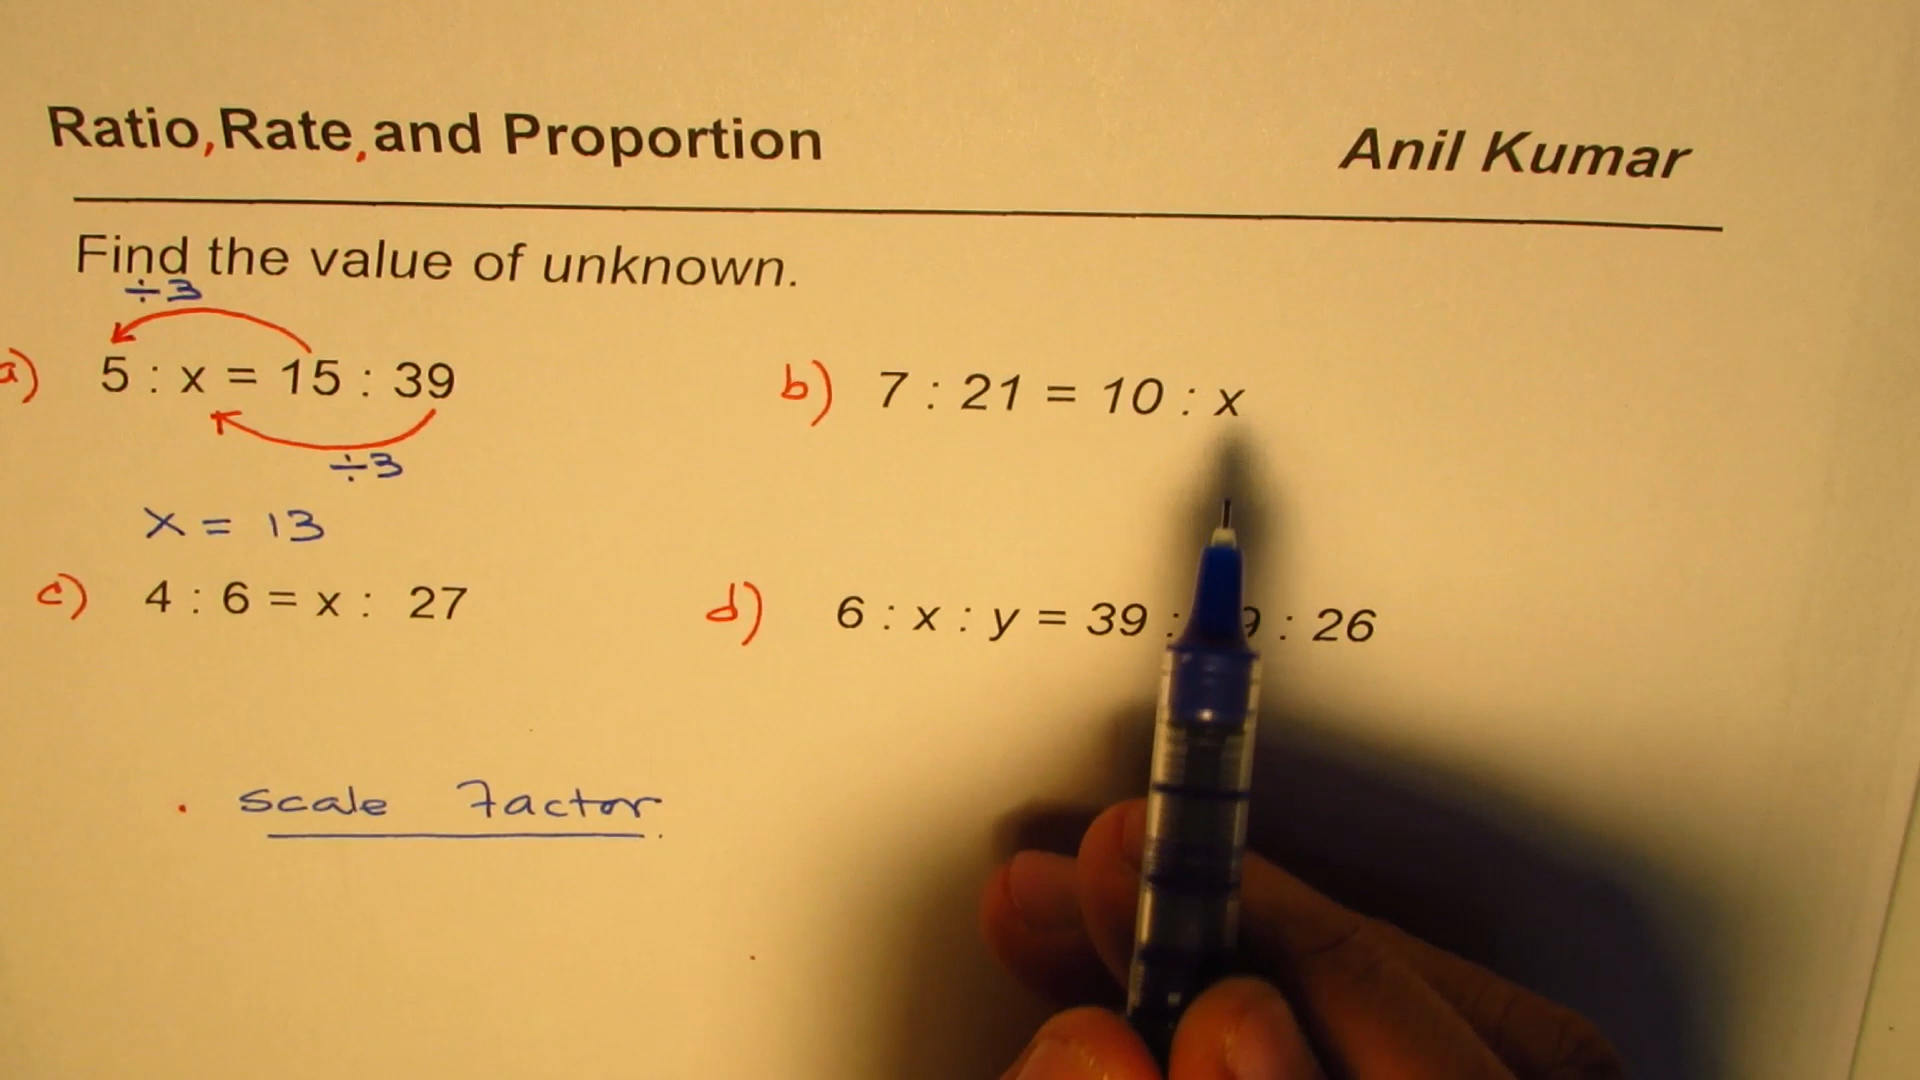 Ratio, Rate, and Proportion Anil Kumar
Find the value of unknown.
÷3
a) 5 : x = 15 : 39 b) 7 : 21 = 10 : x
÷3
x = 13
c) 4 : 6 = x : 27 d) 6 : x : y = 39 : 9 : 26
. Scale Factor.